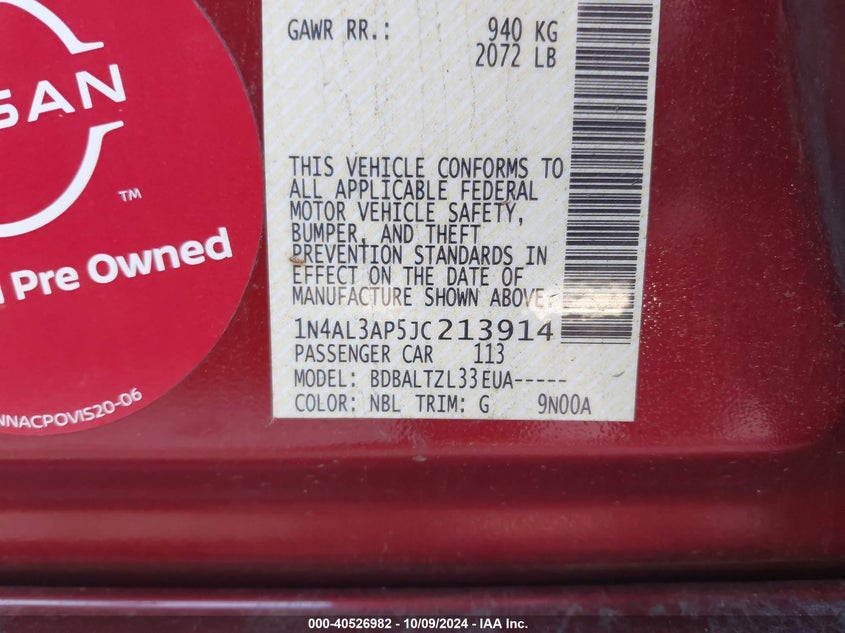 GAWR RR.: 940 KG
2072 LB
SAN
™
Pre Owned
WNACPOVIS20-06
THIS VEHICLE CONFORMS TO
ALL APPLICABLE FEDERAL
MOTOR VEHICLE SAFETY,
BUMPER, AND THEFT
PREVENTION STANDARDS IN
EFFECT ON THE DATE OF
MANUFACTURE SHOWN ABOVE.
1N4AL3AP5JC213914
PASSENGER CAR 113
MODEL: BDBALTZL33EUA-----
COLOR: NBL TRIM: G 9N00A
000-40526982 - 10/09/2024 - IAA Inc.